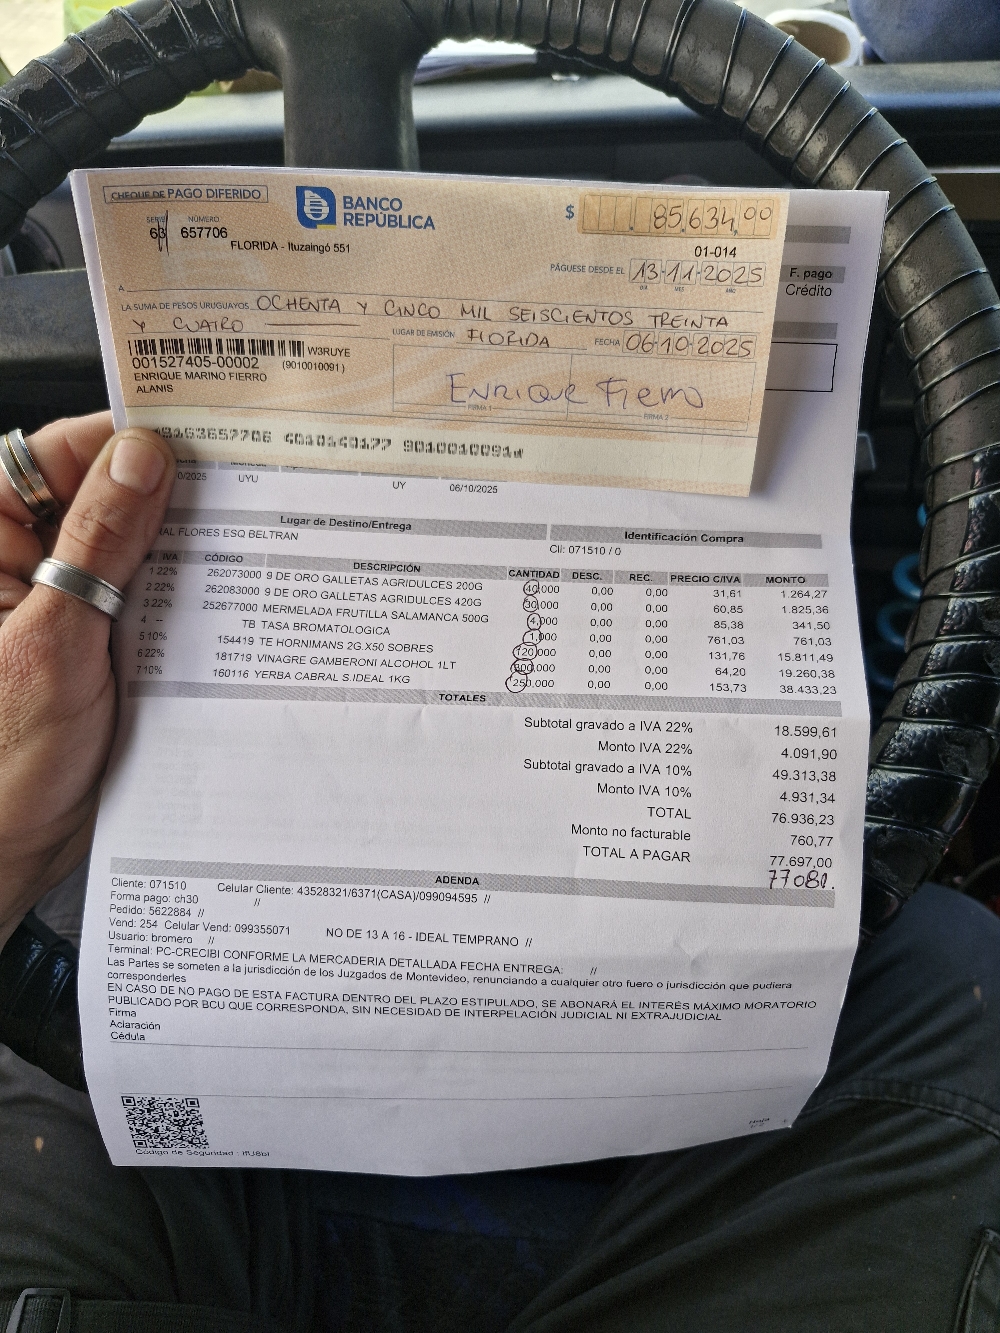 CHEQUE DE PAGO DIFERIDO
BANCO
REPÚBLICA
$ 85.634,00
SERIE NÚMERO
657706
FLORIDA - Ituzaingó 551
01-014
PÁGUESE DESDE EL 13-11-2025
DÍA MES AÑO
F. pago
Crédito
A
LA SUMA DE PESOS URUGUAYOS OCHENTA Y CINCO MIL SEISCIENTOS TREINTA
Y CUATRO
LUGAR DE EMISIÓN FLORIDA FECHA 06-10-2025
W3RUYE
001527405-00002 (9010010091)
ENRIQUE MARINO FIERRO
ALANIS
Enrique Fierro
FIRMA 1 FIRMA 2
0/2025 UYU UY 06/10/2025
Lugar de Destino/Entrega Identificación Compra
RAL FLORES ESQ BELTRAN Cli: 071510 / 0
# IVA CÓDIGO DESCRIPCIÓN CANTIDAD DESC. REC. PRECIO C/IVA MONTO
1 22% 262073000 9 DE ORO GALLETAS AGRIDULCES 200G 40,000 0,00 0,00 31,61 1.264,27
2 22% 262083000 9 DE ORO GALLETAS AGRIDULCES 420G 30,000 0,00 0,00 60,85 1.825,36
3 22% 252677000 MERMELADA FRUTILLA SALAMANCA 500G 4,000 0,00 0,00 85,38 341,50
4 -- TB TASA BROMATOLOGICA 1,000 0,00 0,00 761,03 761,03
5 10% 154419 TE HORNIMANS 2G.X50 SOBRES 120,000 0,00 0,00 131,76 15.811,49
6 22% 181719 VINAGRE GAMBERONI ALCOHOL 1LT 300,000 0,00 0,00 64,20 19.260,38
7 10% 160116 YERBA CABRAL S.IDEAL 1KG 250,000 0,00 0,00 153,73 38.433,23
TOTALES
Subtotal gravado a IVA 22% 18.599,61
Monto IVA 22% 4.091,90
Subtotal gravado a IVA 10% 49.313,38
Monto IVA 10% 4.931,34
TOTAL 76.936,23
Monto no facturable 760,77
TOTAL A PAGAR 77.697,00
77081.
ADENDA
Cliente: 071510 Celular Cliente: 43528321/6371(CASA)/099094595 //
Forma pago: ch30 //
Pedido: 5622884 //
Vend: 254 Celular Vend: 099355071 NO DE 13 A 16 - IDEAL TEMPRANO //
Usuario: bromero //
Terminal: PC-CRECIBI CONFORME LA MERCADERIA DETALLADA FECHA ENTREGA: //
Las Partes se someten a la jurisdicción de los Juzgados de Montevideo, renunciando a cualquier otro fuero o jurisdicción que pudiera
corresponderles
EN CASO DE NO PAGO DE ESTA FACTURA DENTRO DEL PLAZO ESTIPULADO, SE ABONARÁ EL INTERÉS MÁXIMO MORATORIO
PUBLICADO POR BCU QUE CORRESPONDA, SIN NECESIDAD DE INTERPELACIÓN JUDICIAL NI EXTRAJUDICIAL
Firma
Aclaración
Cédula
Código de Seguridad :